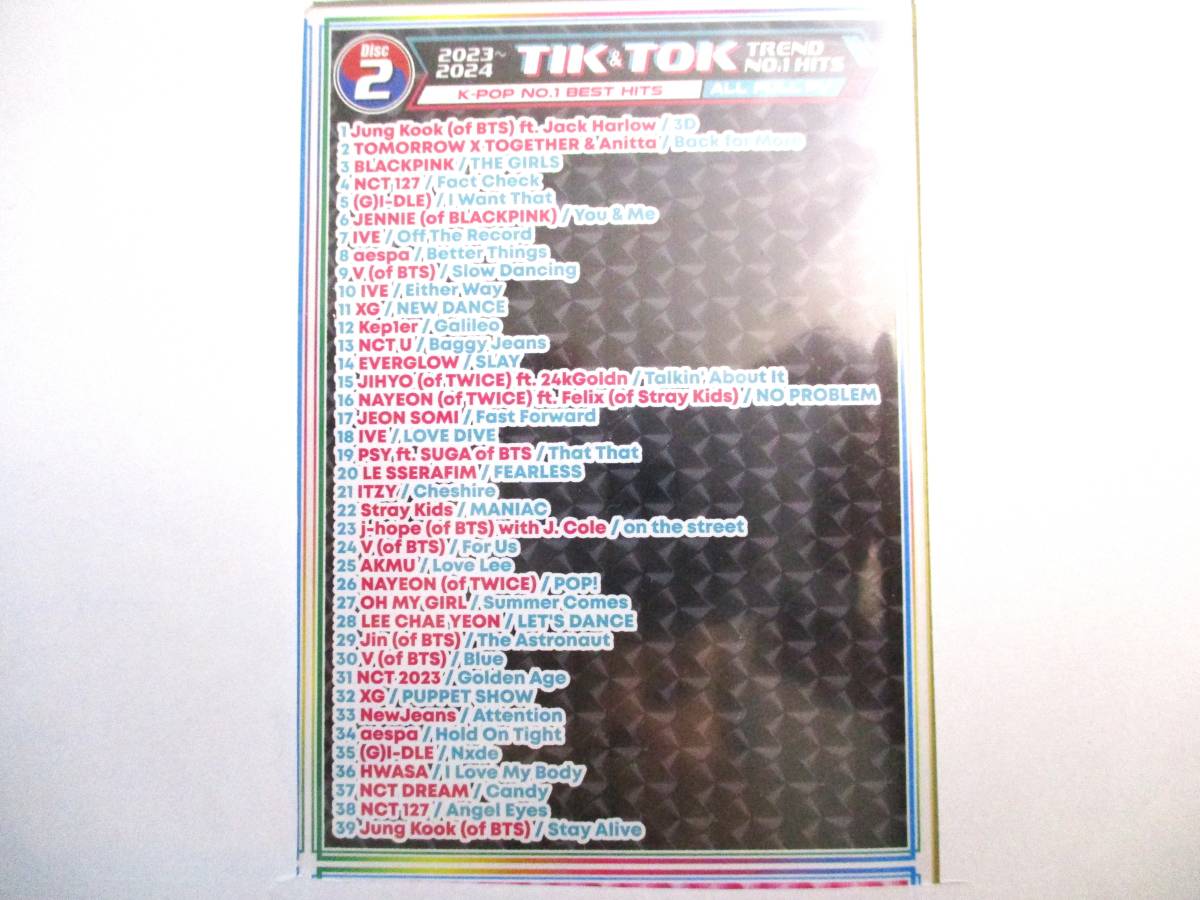 Disc
2
2023~
2024
TIK & TOK
TREND
NO.1 HITS
K-POP NO.1 BEST HITS
ALL FULL
1 Jung Kook (of BTS) ft. Jack Harlow / 3D
2 TOMORROW X TOGETHER & Anitta / Back for More
3 BLACKPINK / THE GIRLS
4 NCT 127 / Fact Check
5 (G)I-DLE) / I Want That
6 JENNIE (of BLACKPINK) / You & Me
7 IVE / Off The Record
8 aespa / Better Things
9 V (of BTS) / Slow Dancing
10 IVE / Either Way
11 XG / NEW DANCE
12 Kep1er / Galileo
13 NCT U / Baggy Jeans
14 EVERGLOW / SLAY
15 JIHYO (of TWICE) ft. 24kGoldn / Talkin' About It
16 NAYEON (of TWICE) ft. Felix (of Stray Kids) / NO PROBLEM
17 JEON SOMI / Fast Forward
18 IVE / LOVE DIVE
19 PSY ft. SUGA of BTS / That That
20 LE SSERAFIM / FEARLESS
21 ITZY / Cheshire
22 Stray Kids / MANIAC
23 j-hope (of BTS) with J. Cole / on the street
24 V (of BTS) / For Us
25 AKMU / Love Lee
26 NAYEON (of TWICE) / POP!
27 OH MY GIRL / Summer Comes
28 LEE CHAE YEON / LET'S DANCE
29 Jin (of BTS) / The Astronaut
30 V (of BTS) / Blue
31 NCT 2023 / Golden Age
32 XG / PUPPET SHOW
33 NewJeans / Attention
34 aespa / Hold On Tight
35 (G)I-DLE / Nxde
36 HWASA / I Love My Body
37 NCT DREAM / Candy
38 NCT 127 / Angel Eyes
39 Jung Kook (of BTS) / Stay Alive